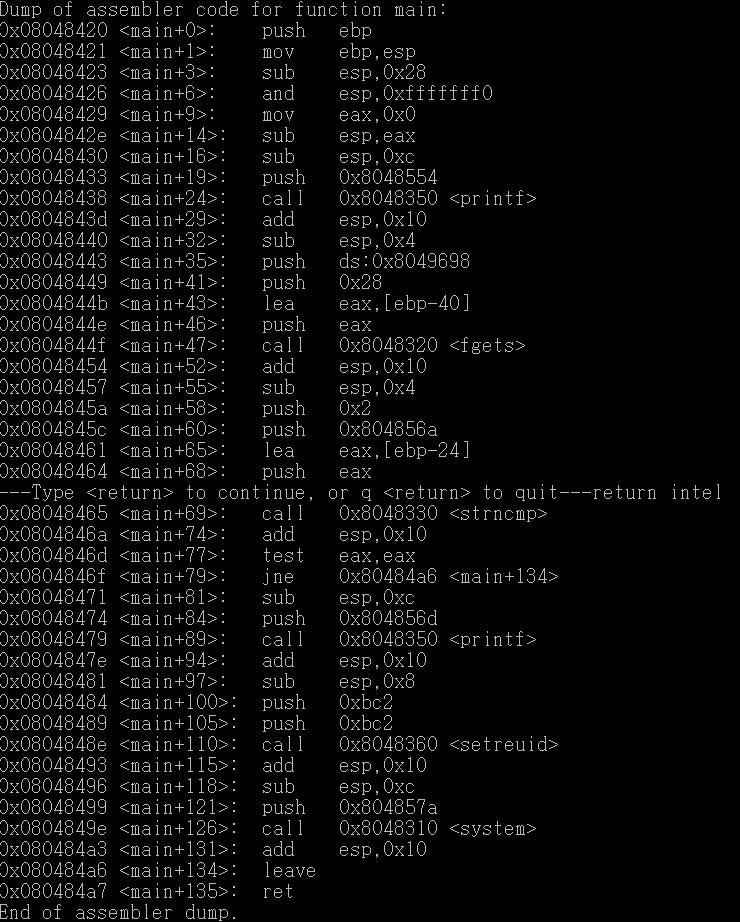 Dump of assembler code for function main:
0x08048420 <main+0>:    push   ebp
0x08048421 <main+1>:    mov    ebp,esp
0x08048423 <main+3>:    sub    esp,0x28
0x08048426 <main+6>:    and    esp,0xfffffff0
0x08048429 <main+9>:    mov    eax,0x0
0x0804842e <main+14>:   sub    esp,eax
0x08048430 <main+16>:   sub    esp,0xc
0x08048433 <main+19>:   push   0x8048554
0x08048438 <main+24>:   call   0x8048350 <printf>
0x0804843d <main+29>:   add    esp,0x10
0x08048440 <main+32>:   sub    esp,0x4
0x08048443 <main+35>:   push   ds:0x8049698
0x08048449 <main+41>:   push   0x28
0x0804844b <main+43>:   lea    eax,[ebp-40]
0x0804844e <main+46>:   push   eax
0x0804844f <main+47>:   call   0x8048320 <fgets>
0x08048454 <main+52>:   add    esp,0x10
0x08048457 <main+55>:   sub    esp,0x4
0x0804845a <main+58>:   push   0x2
0x0804845c <main+60>:   push   0x804856a
0x08048461 <main+65>:   lea    eax,[ebp-24]
0x08048464 <main+68>:   push   eax
---Type <return> to continue, or q <return> to quit---return intel
0x08048465 <main+69>:   call   0x8048330 <strncmp>
0x0804846a <main+74>:   add    esp,0x10
0x0804846d <main+77>:   test   eax,eax
0x0804846f <main+79>:   jne    0x80484a6 <main+134>
0x08048471 <main+81>:   sub    esp,0xc
0x08048474 <main+84>:   push   0x804856d
0x08048479 <main+89>:   call   0x8048350 <printf>
0x0804847e <main+94>:   add    esp,0x10
0x08048481 <main+97>:   sub    esp,0x8
0x08048484 <main+100>:  push   0xbc2
0x08048489 <main+105>:  push   0xbc2
0x0804848e <main+110>:  call   0x8048360 <setreuid>
0x08048493 <main+115>:  add    esp,0x10
0x08048496 <main+118>:  sub    esp,0xc
0x08048499 <main+121>:  push   0x804857a
0x0804849e <main+126>:  call   0x8048310 <system>
0x080484a3 <main+131>:  add    esp,0x10
0x080484a6 <main+134>:  leave
0x080484a7 <main+135>:  ret
End of assembler dump.